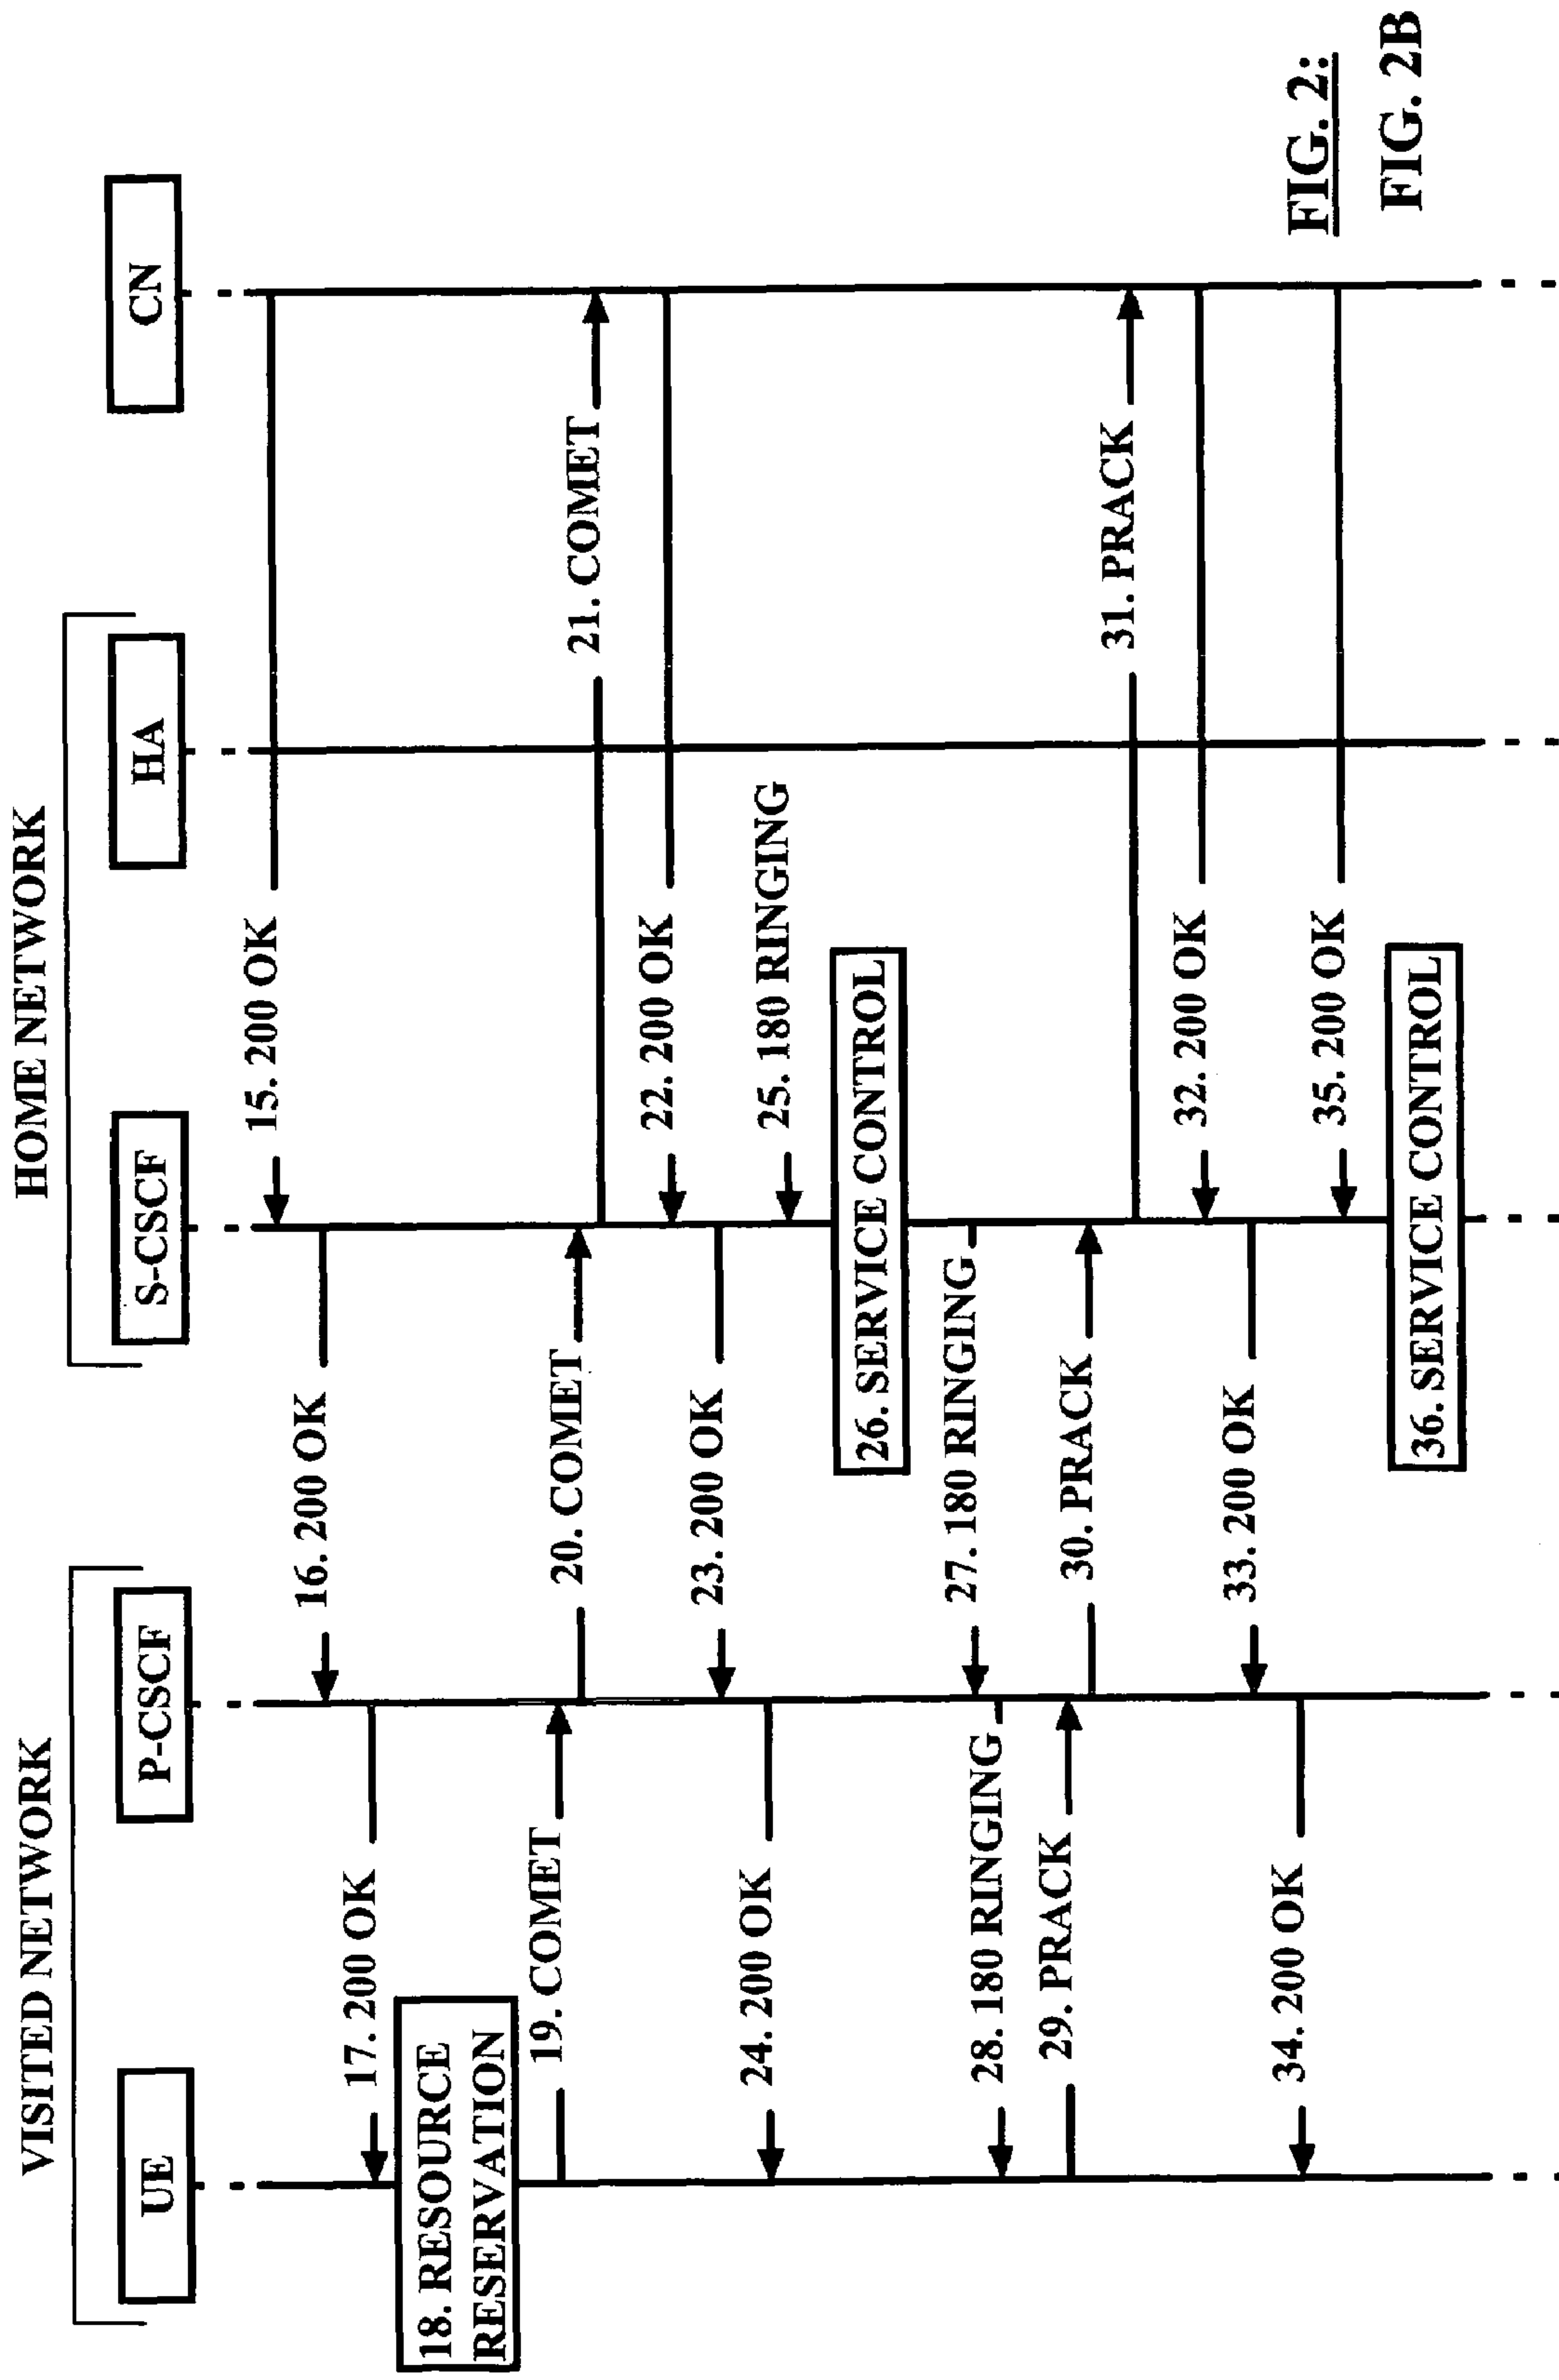 VISITED NETWORK
HOME NETWORK
UE
P-CSCF
S-CSCF
HA
CN
15. 200 OK
16. 200 OK
17. 200 OK
18. RESOURCE
RESERVATION
19. COMET
20. COMET
21. COMET
22. 200 OK
23. 200 OK
24. 200 OK
25. 180 RINGING
26. SERVICE CONTROL
27. 180 RINGING
28. 180 RINGING
29. PRACK
30. PRACK
31. PRACK
32. 200 OK
33. 200 OK
34. 200 OK
35. 200 OK
36. SERVICE CONTROL
FIG. 2:
FIG. 2B